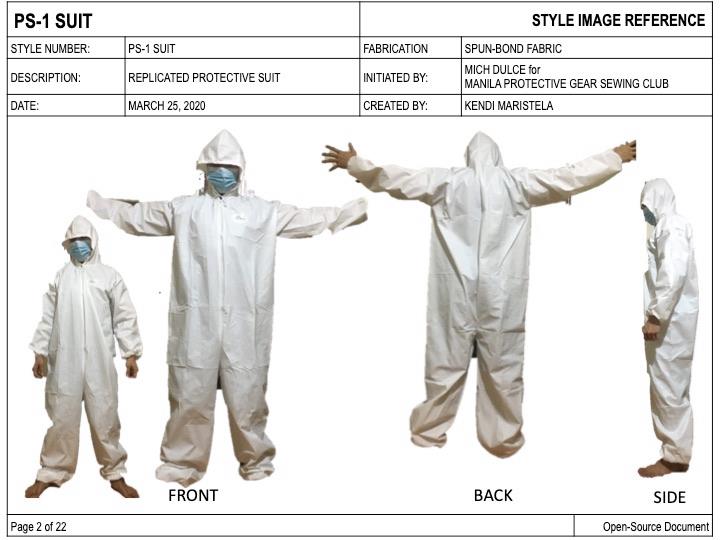 PS-1 SUIT
STYLE IMAGE REFERENCE
STYLE NUMBER: PS-1 SUIT FABRICATION SPUN-BOND FABRIC
DESCRIPTION: REPLICATED PROTECTIVE SUIT INITIATED BY: MICH DULCE for
MANILA PROTECTIVE GEAR SEWING CLUB
DATE: MARCH 25, 2020 CREATED BY: KENDI MARISTELA
FRONT
BACK
SIDE
Page 2 of 22
Open-Source Document